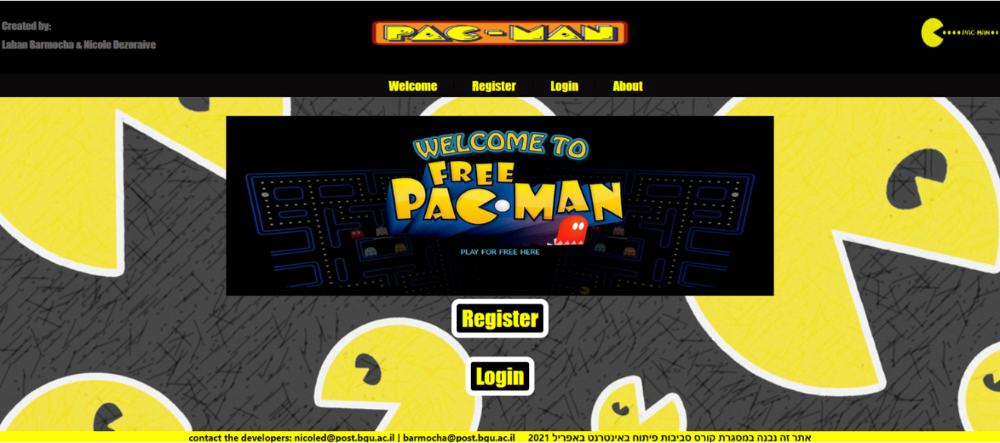 Created by:
Lahan Barmocha & Nicole Dezoraive
PAC-MAN
PAC-MAN
Welcome
Register
Login
About
WELCOME TO
FREE
PAC-MAN
PLAY FOR FREE HERE
Register
Login
contact the developers: nicoled@post.bgu.ac.il | barmocha@post.bgu.ac.il אתר זה נבנה במסגרת קורס סביבות פיתוח באינטרנט באפריל 2021